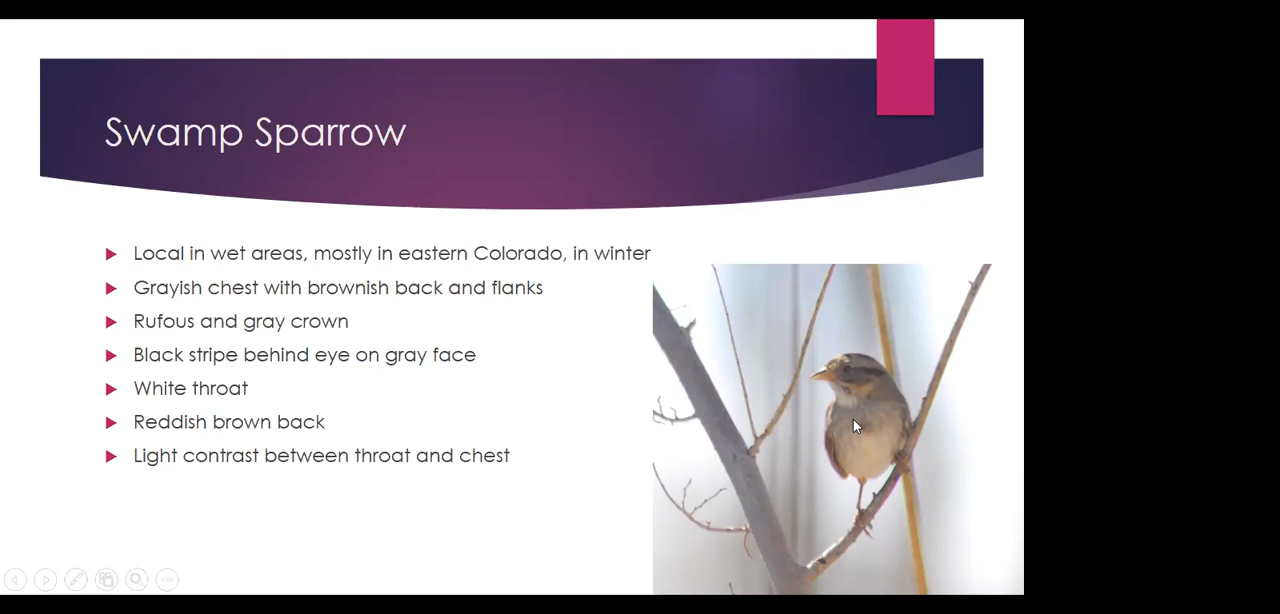 Swamp Sparrow
Local in wet areas, mostly in eastern Colorado, in winter
Grayish chest with brownish back and flanks
Rufous and gray crown
Black stripe behind eye on gray face
White throat
Reddish brown back
Light contrast between throat and chest